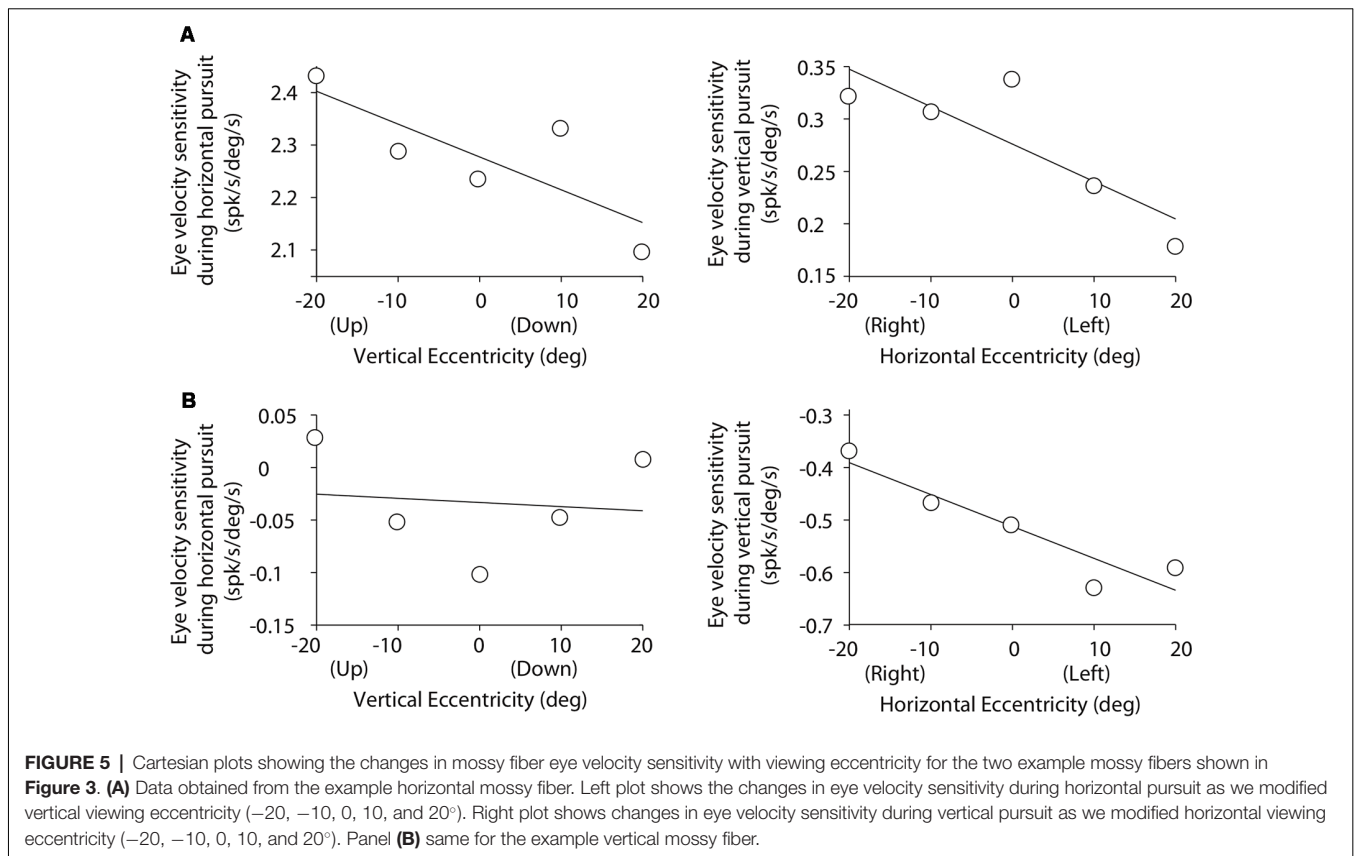 A
Eye velocity sensitivity
during horizontal pursuit
(spk/s/deg/s)
2.4
2.3
2.2
2.1
-20
-10
0
10
20
(Up)
(Down)
Vertical Eccentricity (deg)
Eye velocity sensitivity
during vertical pursuit
(spk/s/deg/s)
0.35
0.3
0.25
0.2
0.15
-20
-10
0
10
20
(Right)
(Left)
Horizontal Eccentricity (deg)
B
Eye velocity sensitivity
during horizontal pursuit
(spk/s/deg/s)
0.05
0
-0.05
-0.1
-0.15
-20
-10
0
10
20
(Up)
(Down)
Vertical Eccentricity (deg)
Eye velocity sensitivity
during vertical pursuit
(spk/s/deg/s)
-0.3
-0.4
-0.5
-0.6
-0.7
-20
-10
0
10
20
(Right)
(Left)
Horizontal Eccentricity (deg)
FIGURE 5 | Cartesian plots showing the changes in mossy fiber eye velocity sensitivity with viewing eccentricity for the two example mossy fibers shown in
Figure 3. (A) Data obtained from the example horizontal mossy fiber. Left plot shows the changes in eye velocity sensitivity during horizontal pursuit as we modified
vertical viewing eccentricity (−20, −10, 0, 10, and 20°). Right plot shows changes in eye velocity sensitivity during vertical pursuit as we modified horizontal viewing
eccentricity (−20, −10, 0, 10, and 20°). Panel (B) same for the example vertical mossy fiber.